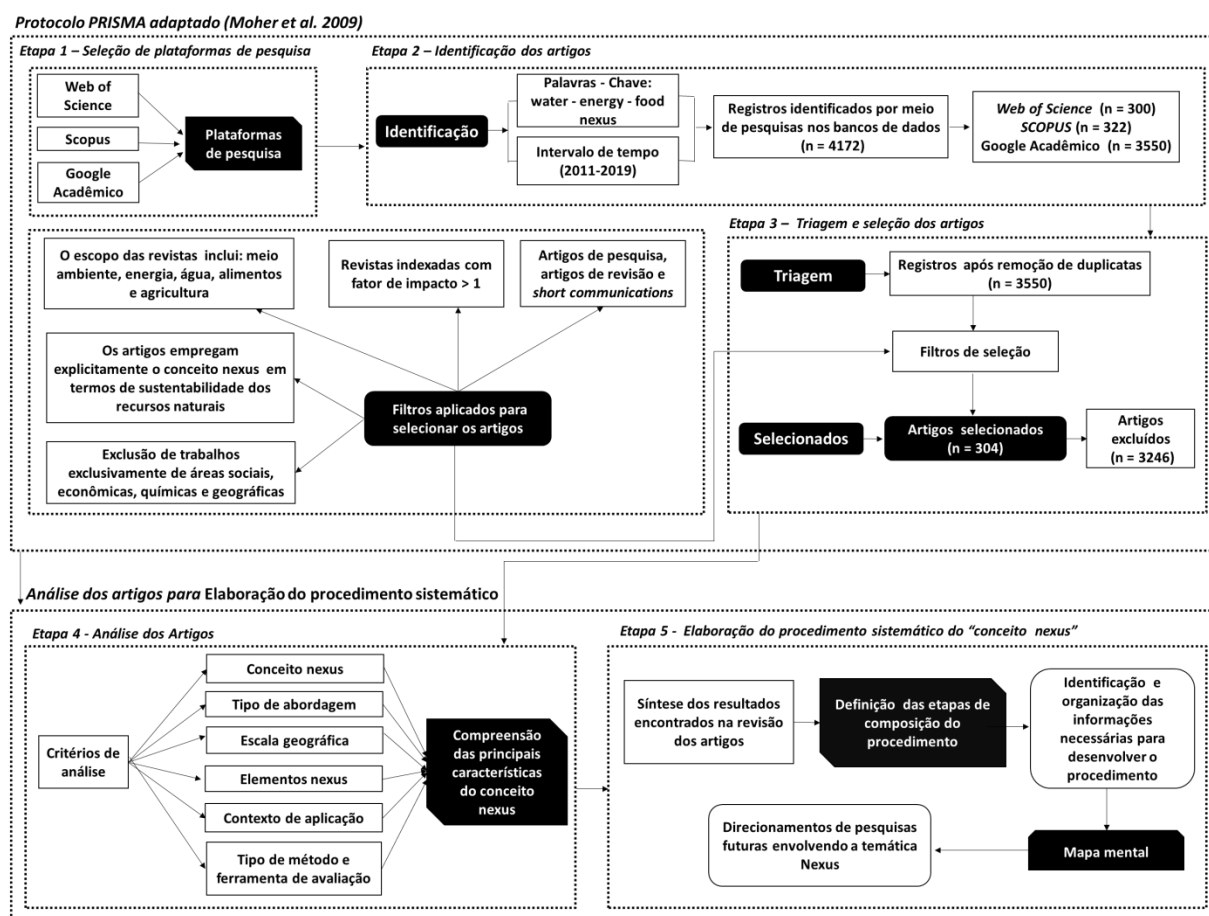 Protocolo PRISMA adaptado (Moher et al. 2009)
Etapa 1 – Seleção de plataformas de pesquisa
Web of
Science
Scopus
Google
Acadêmico
Plataformas
de pesquisa
Etapa 2 – Identificação dos artigos
Identificação
Palavras - Chave:
water - energy - food
nexus
Intervalo de tempo
(2011-2019)
Registros identificados por meio
de pesquisas nos bancos de dados
(n = 4172)
Web of Science (n = 300)
SCOPUS (n = 322)
Google Acadêmico (n = 3550)
Etapa 3 – Triagem e seleção dos artigos
Triagem
Registros após remoção de duplicatas
(n = 3550)
Filtros de seleção
Selecionados
Artigos selecionados
(n = 304)
Artigos
excluídos
(n = 3246)
O escopo das revistas inclui: meio
ambiente, energia, água, alimentos
e agricultura
Revistas indexadas com
fator de impacto > 1
Artigos de pesquisa,
artigos de revisão e
short communications
Os artigos empregam
explicitamente o conceito nexus em
termos de sustentabilidade dos
recursos naturais
Filtros aplicados para
selecionar os artigos
Exclusão de trabalhos
exclusivamente de áreas sociais,
econômicas, químicas e geográficas
Análise dos artigos para Elaboração do procedimento sistemático
Etapa 4 - Análise dos Artigos
Critérios de
análise
Conceito nexus
Tipo de abordagem
Escala geográfica
Elementos nexus
Contexto de aplicação
Tipo de método e
ferramenta de avaliação
Compreensão
das principais
características
do conceito
nexus
Etapa 5 - Elaboração do procedimento sistemático do “conceito nexus”
Síntese dos resultados
encontrados na revisão
dos artigos
Definição das etapas de
composição do
procedimento
Identificação e
organização das
informações
necessárias para
desenvolver o
procedimento
Mapa mental
Direcionamentos de pesquisas
futuras envolvendo a temática
Nexus